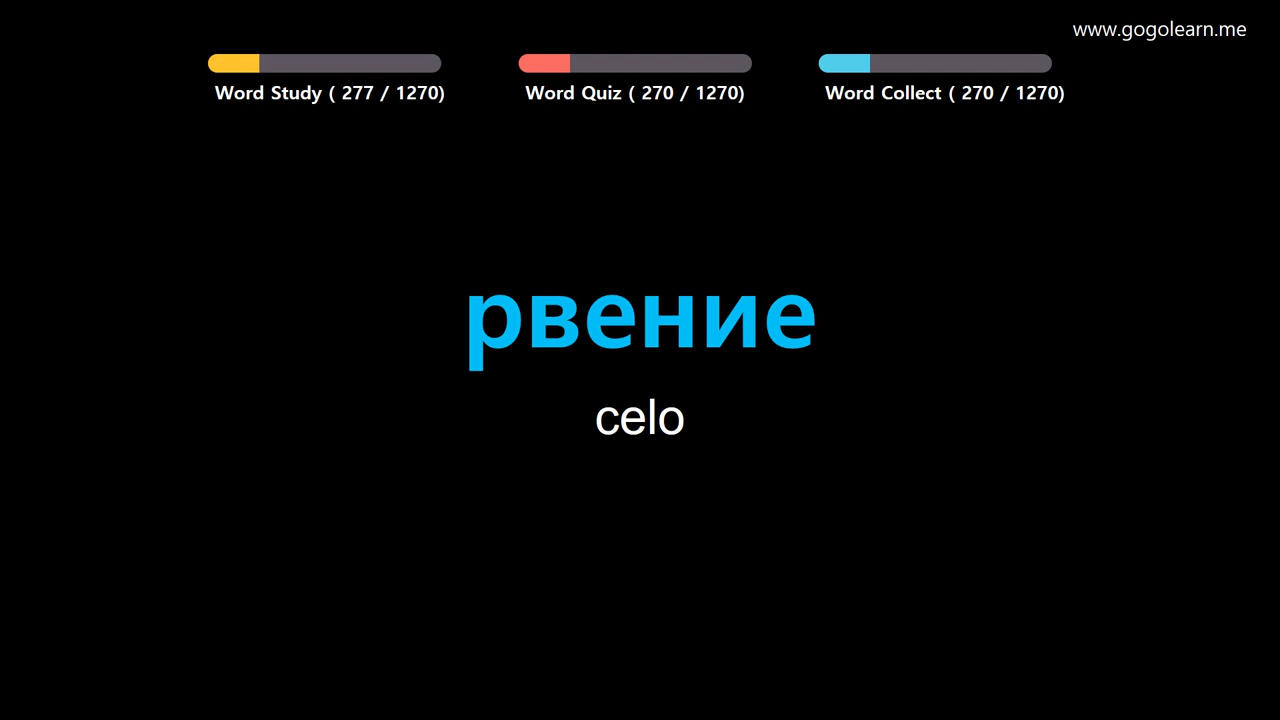 www.gogolearn.me
Word Study ( 277 / 1270)
Word Quiz ( 270 / 1270)
Word Collect ( 270 / 1270)
рвение
celo